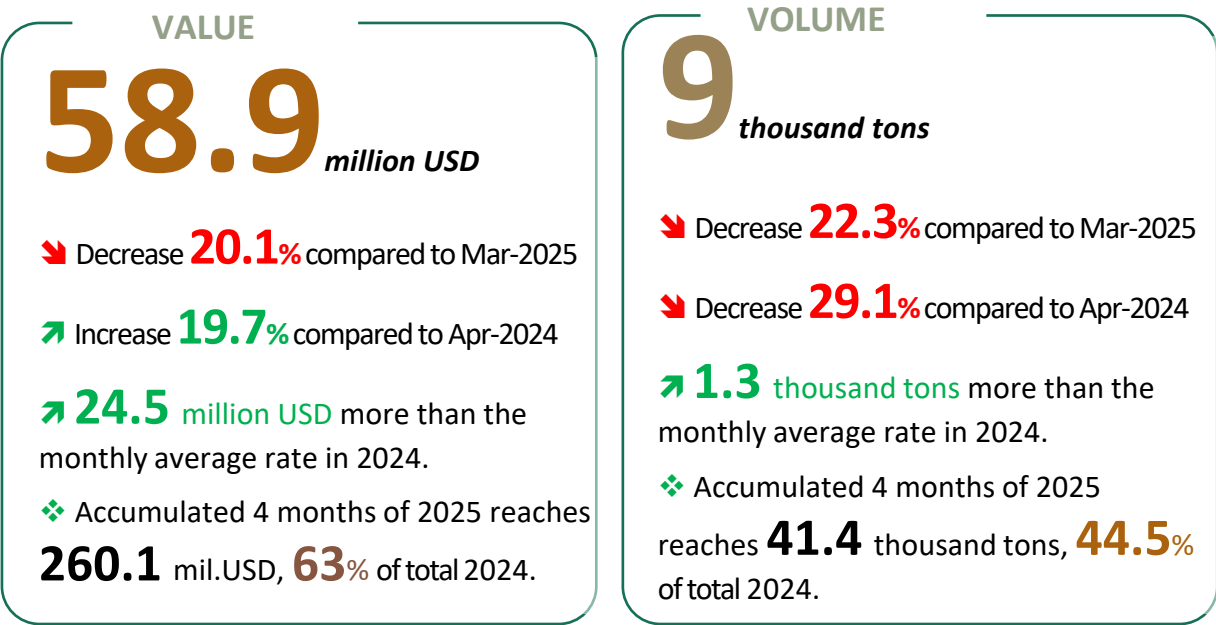 VALUE
58.9 million USD
Decrease 20.1% compared to Mar-2025
Increase 19.7% compared to Apr-2024
24.5 million USD more than the
monthly average rate in 2024.
Accumulated 4 months of 2025 reaches
260.1 mil.USD, 63% of total 2024.
VOLUME
9 thousand tons
Decrease 22.3% compared to Mar-2025
Decrease 29.1% compared to Apr-2024
1.3 thousand tons more than the
monthly average rate in 2024.
Accumulated 4 months of 2025
reaches 41.4 thousand tons, 44.5%
of total 2024.